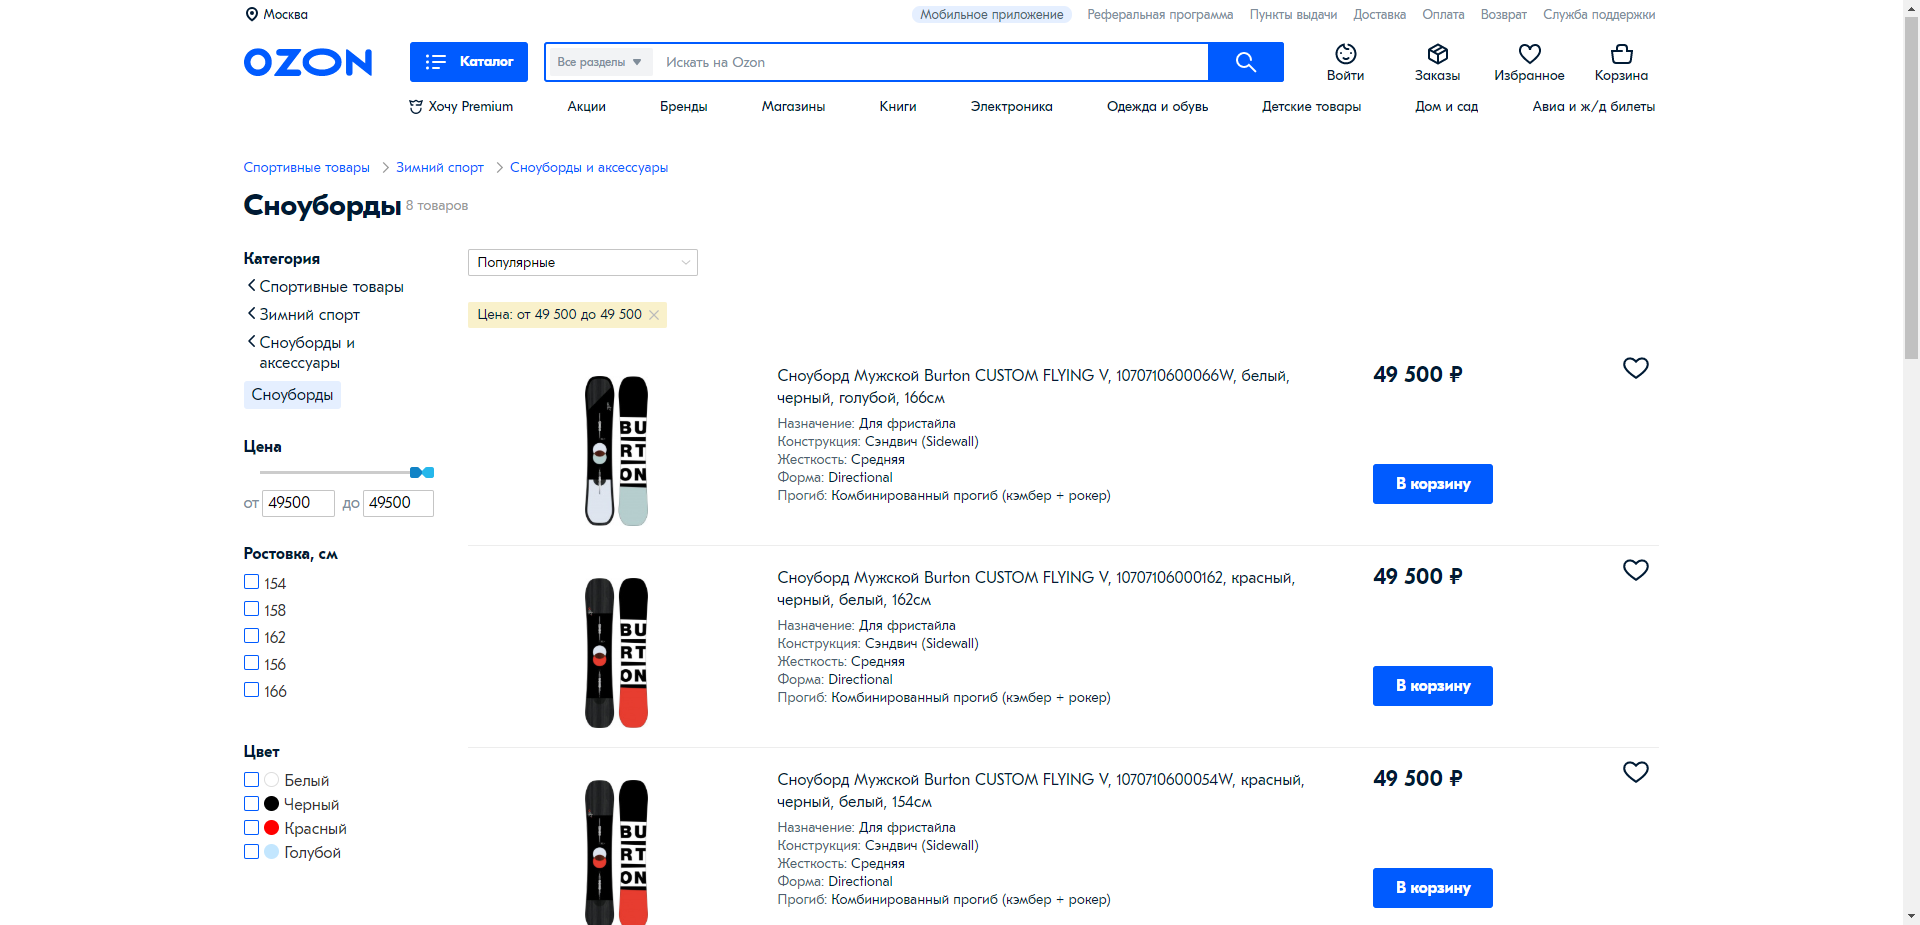 Москва
Мобильное приложение
Реферальная программа
Пункты выдачи
Доставка
Оплата
Возврат
Служба поддержки
OZON
Каталог
Все разделы
Искать на Ozon
Войти
Заказы
Избранное
Корзина
Хочу Premium
Акции
Бренды
Магазины
Книги
Электроника
Одежда и обувь
Детские товары
Дом и сад
Авиа и ж/д билеты
Спортивные товары
Зимний спорт
Сноуборды и аксессуары
Сноуборды 8 товаров
Категория
Спортивные товары
Зимний спорт
Сноуборды и
аксессуары
Сноуборды
Цена
от 49500 до 49500
Ростовка, см
154
158
162
156
166
Цвет
Белый
Черный
Красный
Голубой
Популярные
Цена: от 49 500 до 49 500
BU
RT
ON
Сноуборд Мужской Burton CUSTOM FLYING V, 1070710600066W, белый,
черный, голубой, 166см
Назначение: Для фристайла
Конструкция: Сэндвич (Sidewall)
Жесткость: Средняя
Форма: Directional
Прогиб: Комбинированный прогиб (кэмбер + рокер)
49 500 ₽
В корзину
BU
RT
ON
Сноуборд Мужской Burton CUSTOM FLYING V, 10707106000162, красный,
черный, белый, 162см
Назначение: Для фристайла
Конструкция: Сэндвич (Sidewall)
Жесткость: Средняя
Форма: Directional
Прогиб: Комбинированный прогиб (кэмбер + рокер)
49 500 ₽
В корзину
BU
RT
ON
Сноуборд Мужской Burton CUSTOM FLYING V, 1070710600054W, красный,
черный, белый, 154см
Назначение: Для фристайла
Конструкция: Сэндвич (Sidewall)
Жесткость: Средняя
Форма: Directional
Прогиб: Комбинированный прогиб (кэмбер + рокер)
49 500 ₽
В корзину